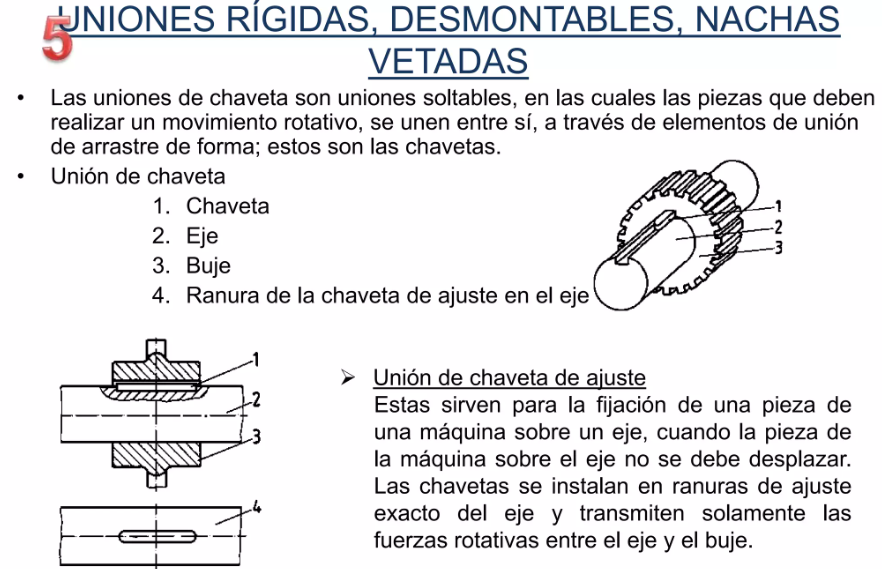 5
UNIONES RÍGIDAS, DESMONTABLES, NACHAS
VETADAS
• Las uniones de chaveta son uniones soltables, en las cuales las piezas que deben
realizar un movimiento rotativo, se unen entre sí, a través de elementos de unión
de arrastre de forma; estos son las chavetas.
• Unión de chaveta
1. Chaveta
2. Eje
3. Buje
4. Ranura de la chaveta de ajuste en el eje
1
2
3
1
2
3
4
➢ Unión de chaveta de ajuste
Estas sirven para la fijación de una pieza de
una máquina sobre un eje, cuando la pieza de
la máquina sobre el eje no se debe desplazar.
Las chavetas se instalan en ranuras de ajuste
exacto del eje y transmiten solamente las
fuerzas rotativas entre el eje y el buje.